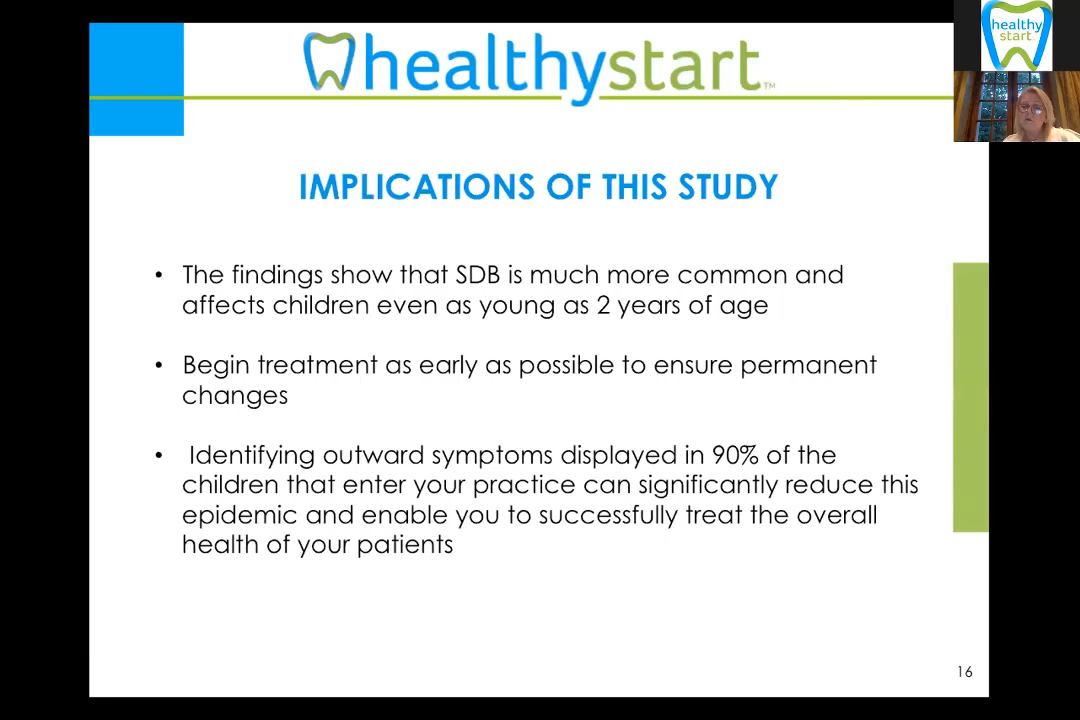 healthystart™
healthy
start
IMPLICATIONS OF THIS STUDY
• The findings show that SDB is much more common and
affects children even as young as 2 years of age
• Begin treatment as early as possible to ensure permanent
changes
• Identifying outward symptoms displayed in 90% of the
children that enter your practice can significantly reduce this
epidemic and enable you to successfully treat the overall
health of your patients
16